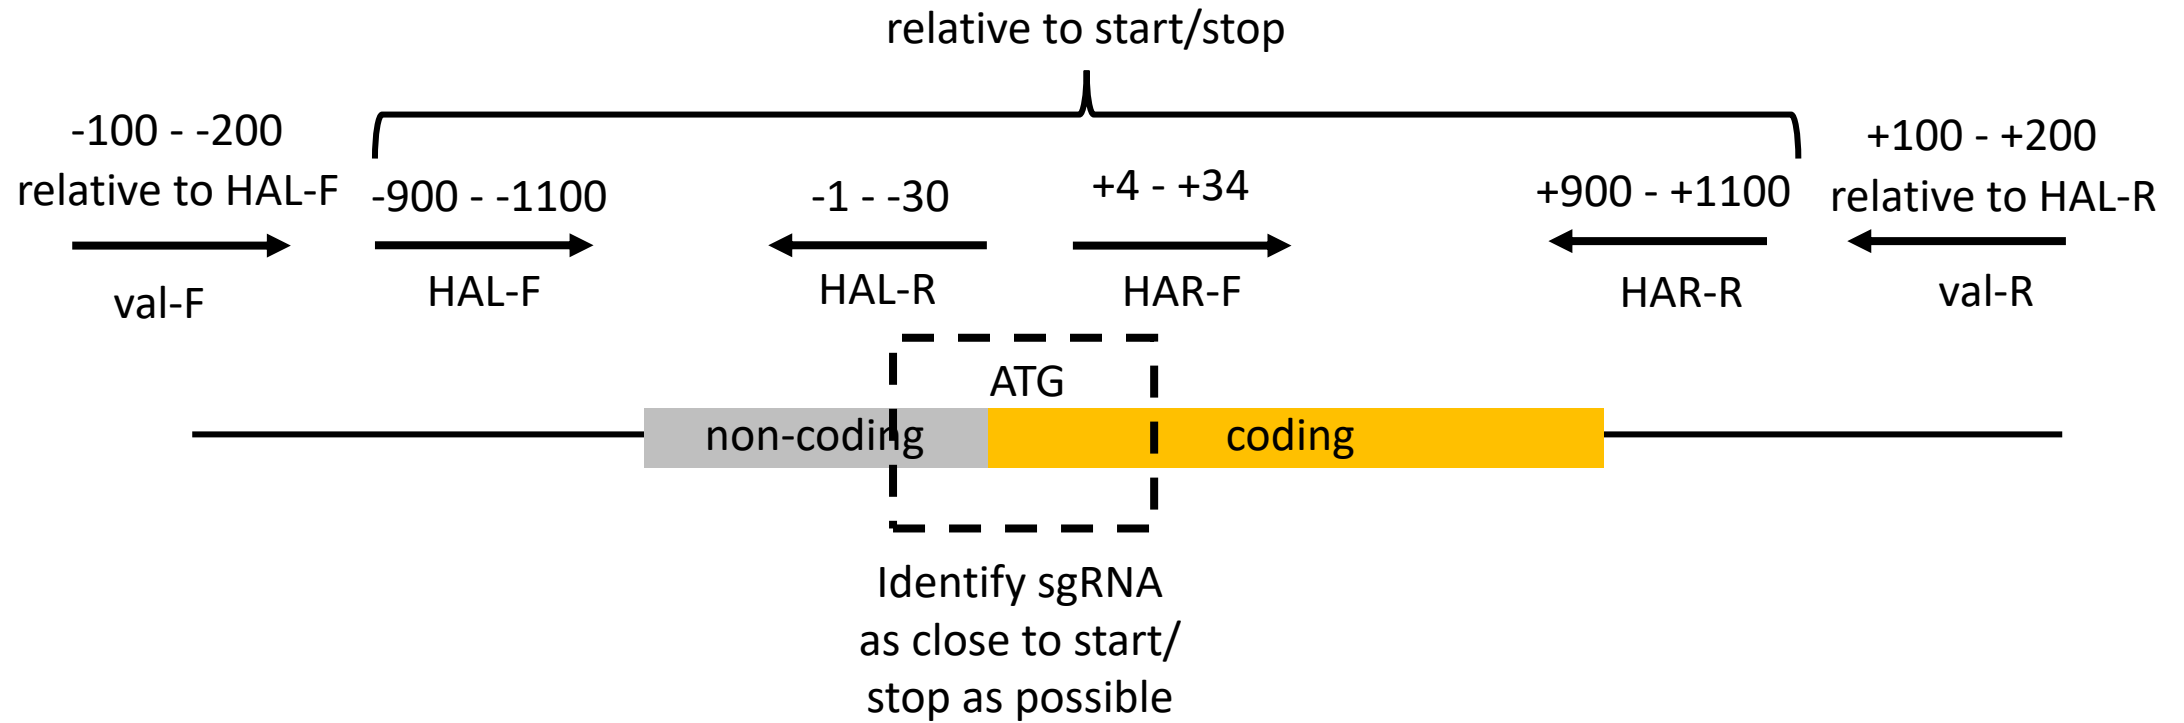 relative to start/stop
-100 - -200
relative to HAL-F
-900 - -1100
-1 - -30
+4 - +34
+900 - +1100
+100 - +200
relative to HAL-R
val-F
HAL-F
HAL-R
HAR-F
HAR-R
val-R
ATG
non-coding
coding
Identify sgRNA
as close to start/
stop as possible